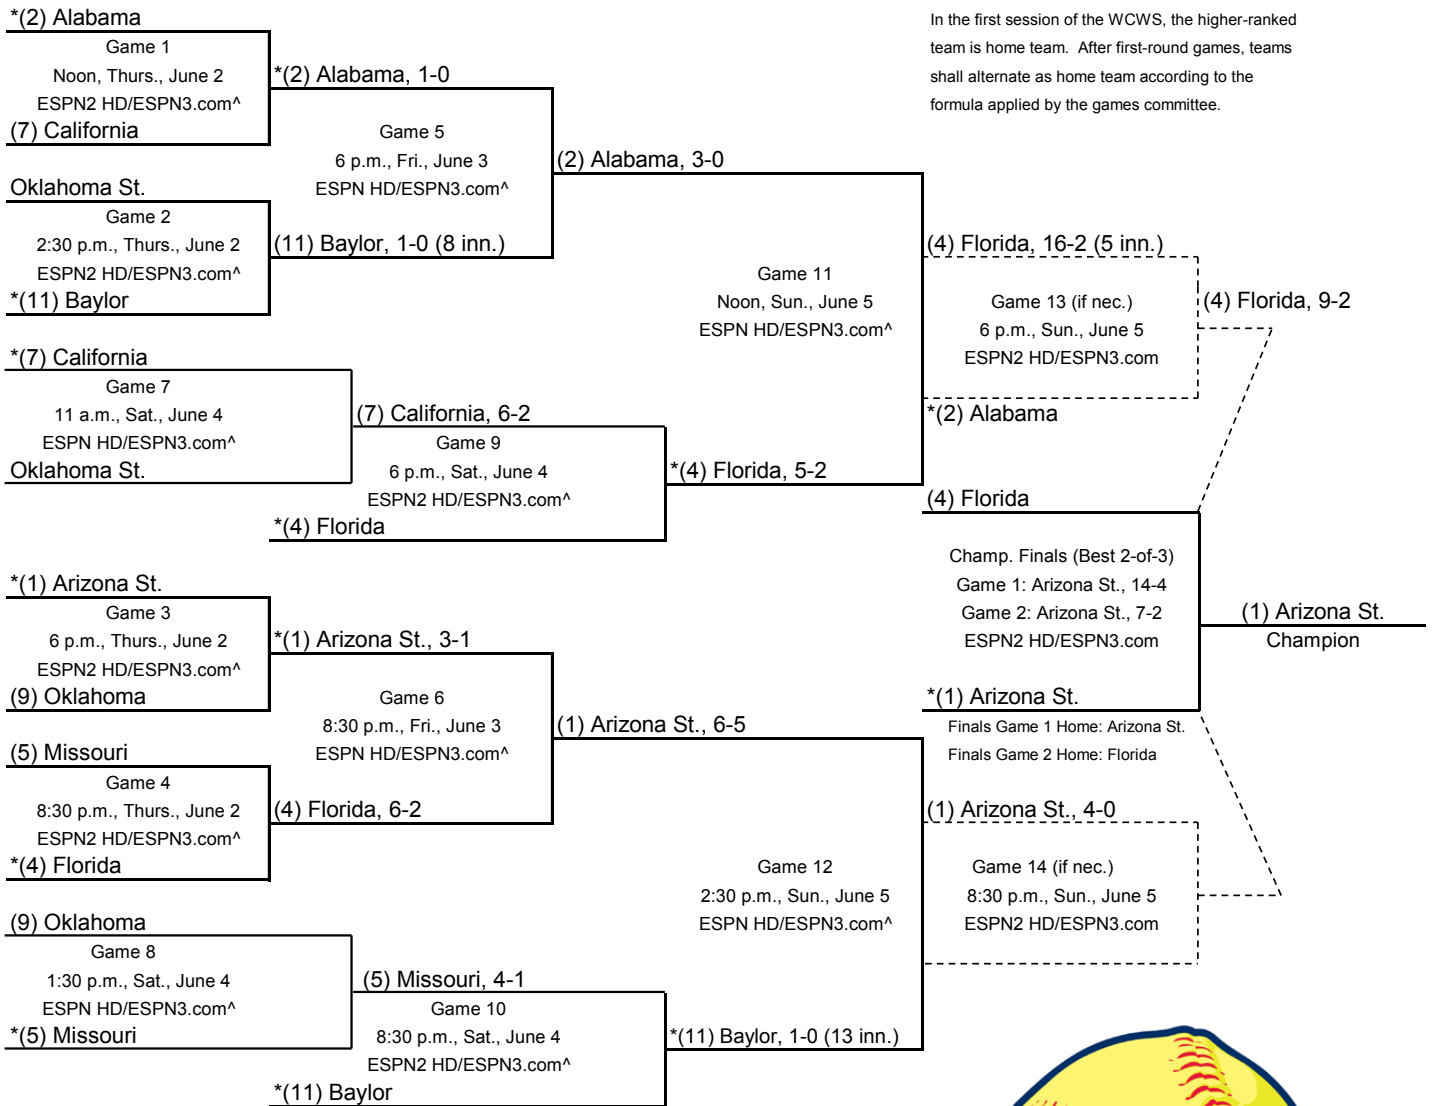 *(2) Alabama
Game 1
Noon, Thurs., June 2
ESPN2 HD/ESPN3.com^
(7) California
*(2) Alabama, 1-0
Game 5
6 p.m., Fri., June 3
ESPN HD/ESPN3.com^
Oklahoma St.
Game 2
2:30 p.m., Thurs., June 2
ESPN2 HD/ESPN3.com^
*(11) Baylor
(11) Baylor, 1-0 (8 inn.)
(2) Alabama, 3-0
*(7) California
Game 7
11 a.m., Sat., June 4
ESPN HD/ESPN3.com^
Oklahoma St.
(7) California, 6-2
Game 9
6 p.m., Sat., June 4
ESPN2 HD/ESPN3.com^
*(4) Florida
*(4) Florida, 5-2
Game 11
Noon, Sun., June 5
ESPN HD/ESPN3.com^
In the first session of the WCWS, the higher-ranked
team is home team. After first-round games, teams
shall alternate as home team according to the
formula applied by the games committee.
(4) Florida, 16-2 (5 inn.)
Game 13 (if nec.)
6 p.m., Sun., June 5
ESPN2 HD/ESPN3.com
*(2) Alabama
(4) Florida, 9-2
(4) Florida
Champ. Finals (Best 2-of-3)
Game 1: Arizona St., 14-4
Game 2: Arizona St., 7-2
ESPN2 HD/ESPN3.com
*(1) Arizona St.
Finals Game 1 Home: Arizona St.
Finals Game 2 Home: Florida
(1) Arizona St.
Champion
*(1) Arizona St.
Game 3
6 p.m., Thurs., June 2
ESPN2 HD/ESPN3.com^
(9) Oklahoma
*(1) Arizona St., 3-1
Game 6
8:30 p.m., Fri., June 3
ESPN HD/ESPN3.com^
(5) Missouri
Game 4
8:30 p.m., Thurs., June 2
ESPN2 HD/ESPN3.com^
*(4) Florida
(4) Florida, 6-2
(1) Arizona St., 6-5
(9) Oklahoma
Game 8
1:30 p.m., Sat., June 4
ESPN HD/ESPN3.com^
*(5) Missouri
(5) Missouri, 4-1
Game 10
8:30 p.m., Sat., June 4
ESPN2 HD/ESPN3.com^
*(11) Baylor
*(11) Baylor, 1-0 (13 inn.)
Game 12
2:30 p.m., Sun., June 5
ESPN HD/ESPN3.com^
(1) Arizona St., 4-0
Game 14 (if nec.)
8:30 p.m., Sun., June 5
ESPN2 HD/ESPN3.com